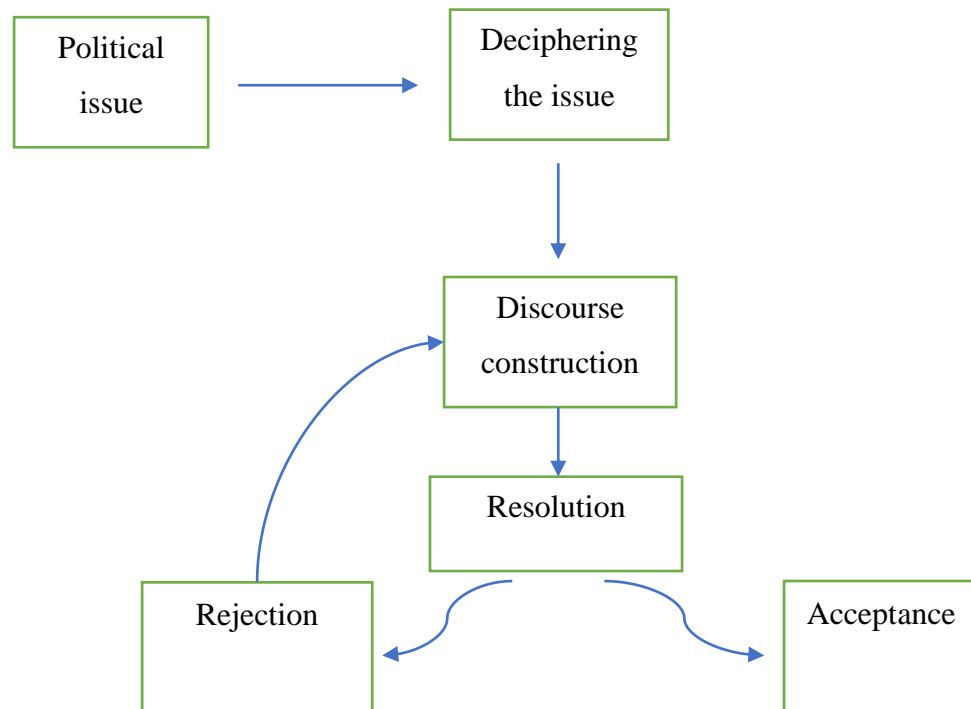 Political
issue
Deciphering
the issue
Discourse
construction
Resolution
Rejection
Acceptance